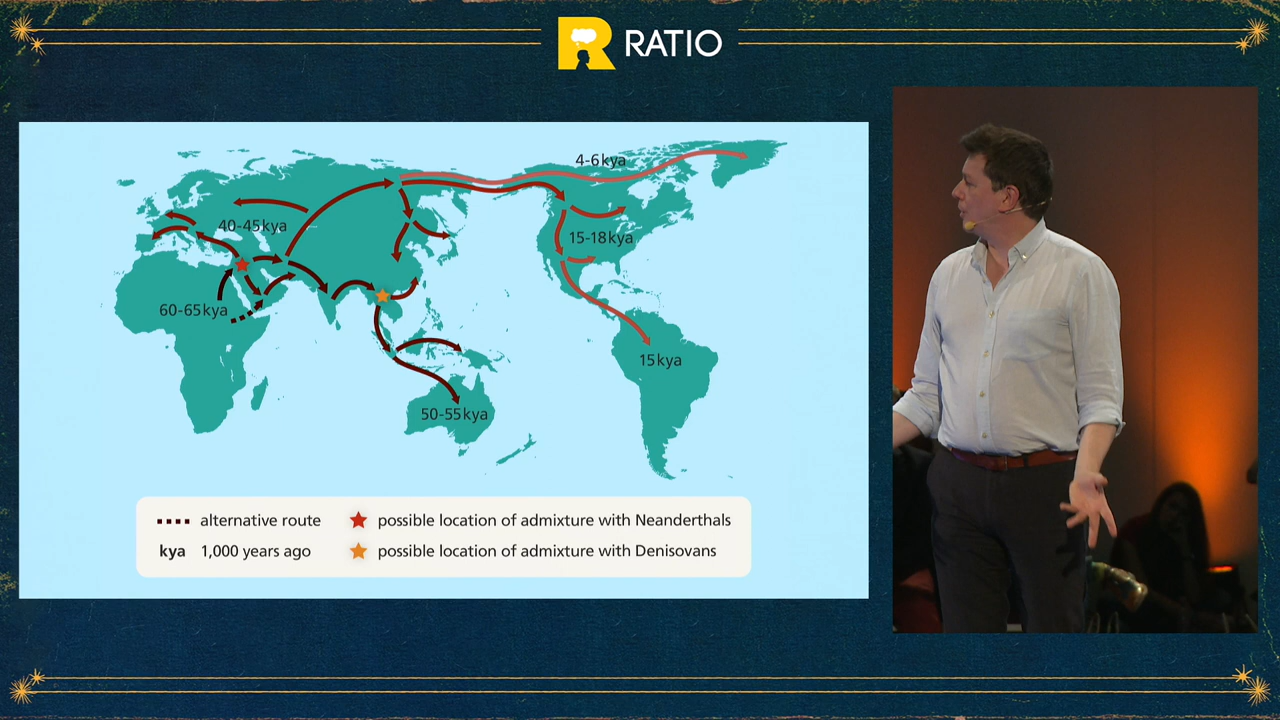 RATIO
4-6kya
40-45kya
15-18kya
60-65kya
15kya
50-55kya
alternative route
possible location of admixture with Neanderthals
kya 1,000 years ago
possible location of admixture with Denisovans